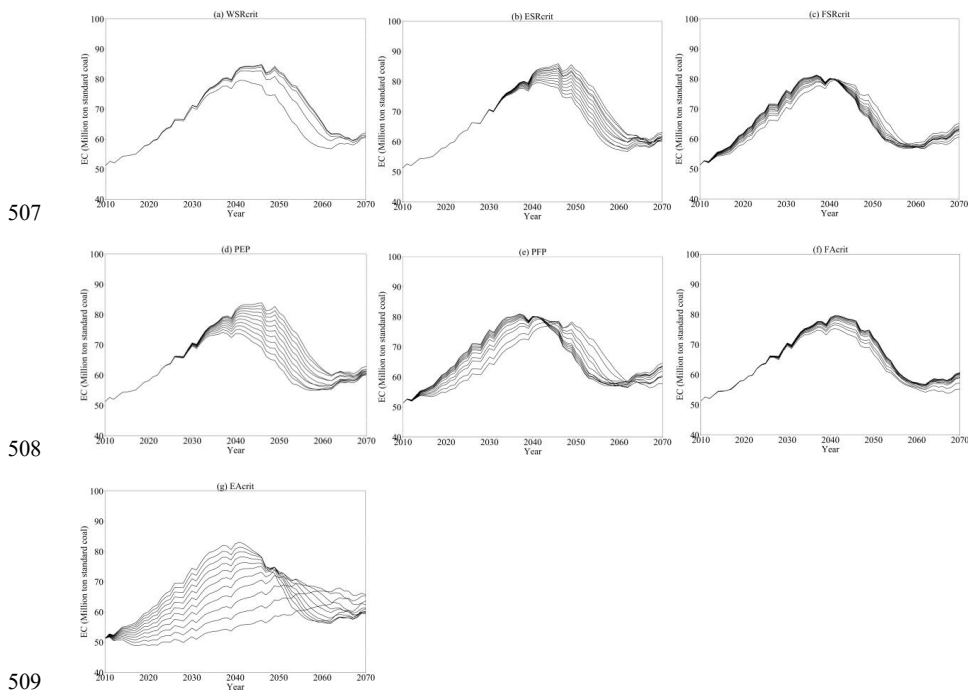 (a) WSRcrit
100
90
80
70
60
50
40
EC (Million ton standard coal)
2010 2020 2030 2040 2050 2060 2070
Year
(b) ESRcrit
100
90
80
70
60
50
40
EC (Million ton standard coal)
2010 2020 2030 2040 2050 2060 2070
Year
(c) FSRcrit
100
90
80
70
60
50
40
EC (Million ton standard coal)
2010 2020 2030 2040 2050 2060 2070
Year
507
(d) PEP
100
90
80
70
60
50
40
EC (Million ton standard coal)
2010 2020 2030 2040 2050 2060 2070
Year
(e) PFP
100
90
80
70
60
50
40
EC (Million ton standard coal)
2010 2020 2030 2040 2050 2060 2070
Year
(f) FAcrit
100
90
80
70
60
50
40
EC (Million ton standard coal)
2010 2020 2030 2040 2050 2060 2070
Year
508
(g) EAcrit
100
90
80
70
60
50
40
EC (Million ton standard coal)
2010 2020 2030 2040 2050 2060 2070
Year
509